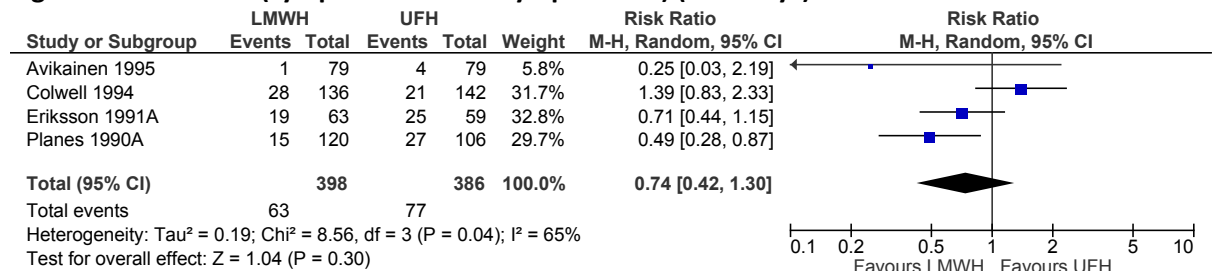 LMWH UFH Risk Ratio Risk Ratio
Study or Subgroup Events Total Events Total Weight M-H, Random, 95% CI M-H, Random, 95% CI
Avikainen 1995 1 79 4 79 5.8% 0.25 [0.03, 2.19]
Colwell 1994 28 136 21 142 31.7% 1.39 [0.83, 2.33]
Eriksson 1991A 19 63 25 59 32.8% 0.71 [0.44, 1.15]
Planes 1990A 15 120 27 106 29.7% 0.49 [0.28, 0.87]
Total (95% CI) 398 386 100.0% 0.74 [0.42, 1.30]
Total events 63 77
Heterogeneity: Tau² = 0.19; Chi² = 8.56, df = 3 (P = 0.04); I² = 65%
Test for overall effect: Z = 1.04 (P = 0.30)
0.1 0.2 0.5 1 2 5 10
Favours LMWH Favours UFH